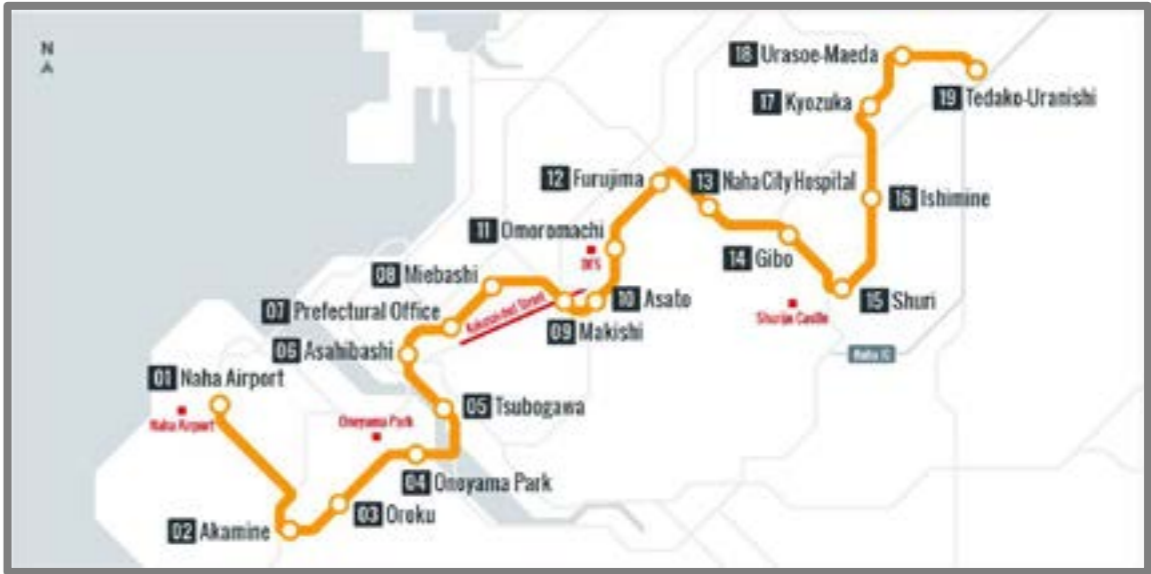 N
18 Urasoe-Maeda
19 Tedako-Uranishi
17 Kyozuka
12 Furujima
13 Naha City Hospital
16 Ishimine
11 Omoromachi
DFS
14 Gibo
08 Miebashi
10 Asato
15 Shuri
07 Prefectural Office
09 Makishi
Shurijo Castle
06 Asahibashi
Naha IC
01 Naha Airport
05 Tsubogawa
Naha Airport
Onoyama Park
04 Onoyama Park
03 Oroku
02 Akamine